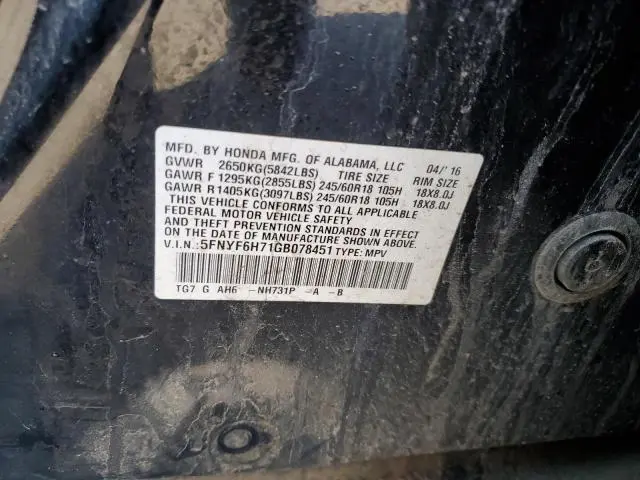 MFD. BY HONDA MFG. OF ALABAMA, LLC 04/'16
GVWR 2650KG(5842LBS) TIRE SIZE RIM SIZE
GAWR F 1295KG(2855LBS) 245/60R18 105H 18X8.0J
GAWR R 1405KG(3097LBS) 245/60R18 105H 18X8.0J
THIS VEHICLE CONFORMS TO ALL APPLICABLE
FEDERAL MOTOR VEHICLE SAFETY
AND THEFT PREVENTION STANDARDS IN EFFECT
ON THE DATE OF MANUFACTURE SHOWN ABOVE.
V.I.N.: 5FNYF6H71GB078451 TYPE: MPV
TG7 G AH6 -NH731P -A -B